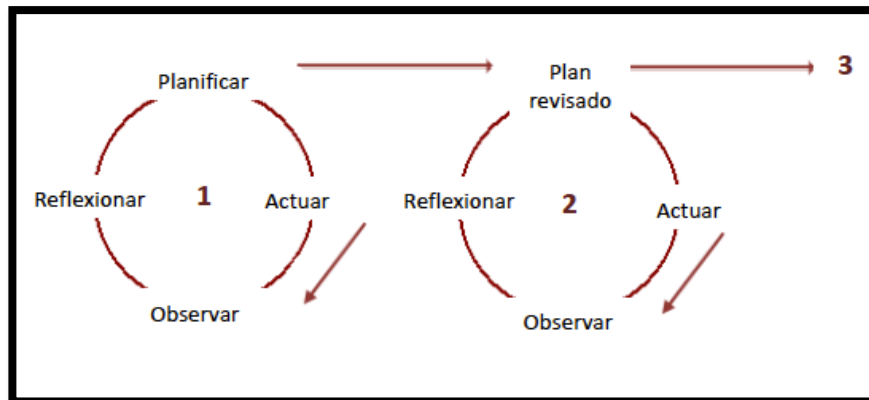 Planificar
Reflexionar
1
Actuar
Observar
Plan
revisado
Reflexionar
2
Actuar
Observar
3